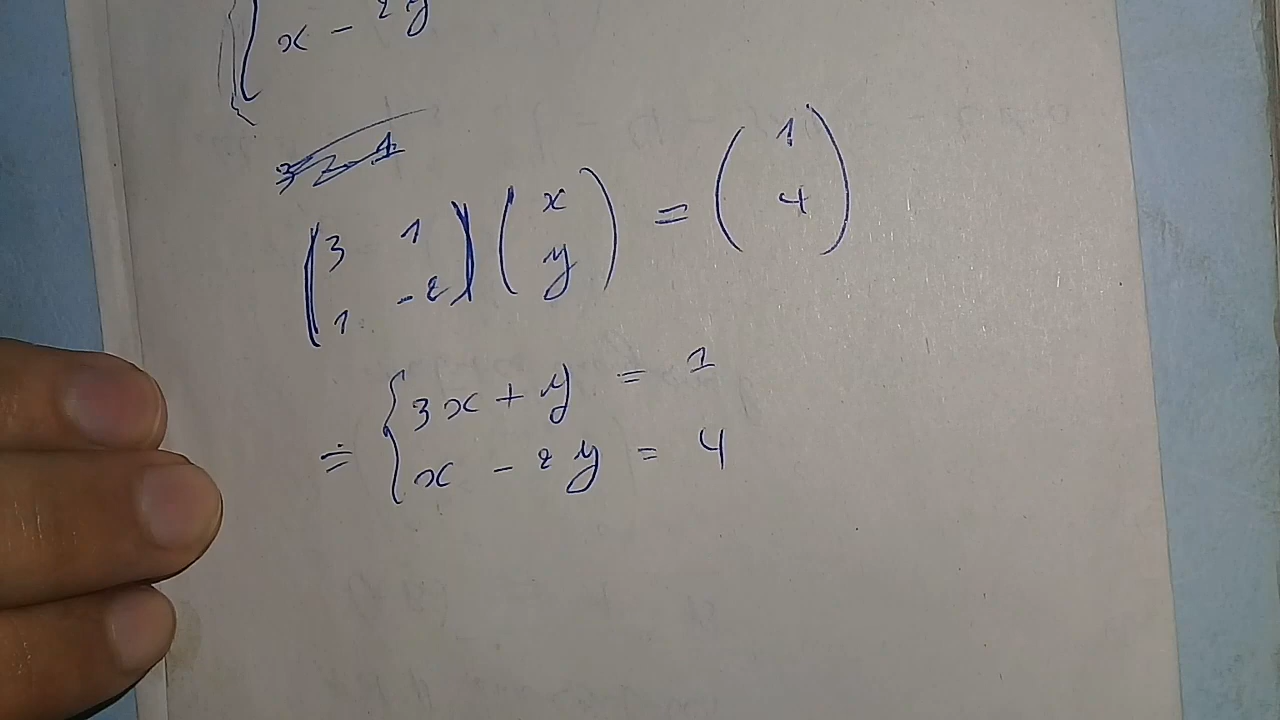 { x - 2y
( 3 1 ; 1 -2 ) ( x ; y ) = ( 1 ; 4 )
= { 3x + y = 1
x - 2y = 4